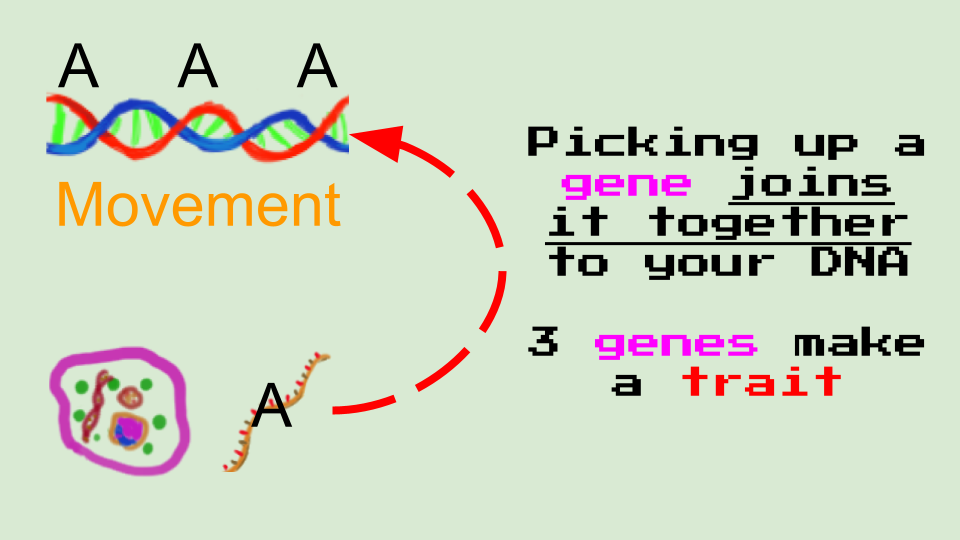 A A A
Movement
A
Picking up a
gene joins
it together
to your DNA
3 genes make
a trait